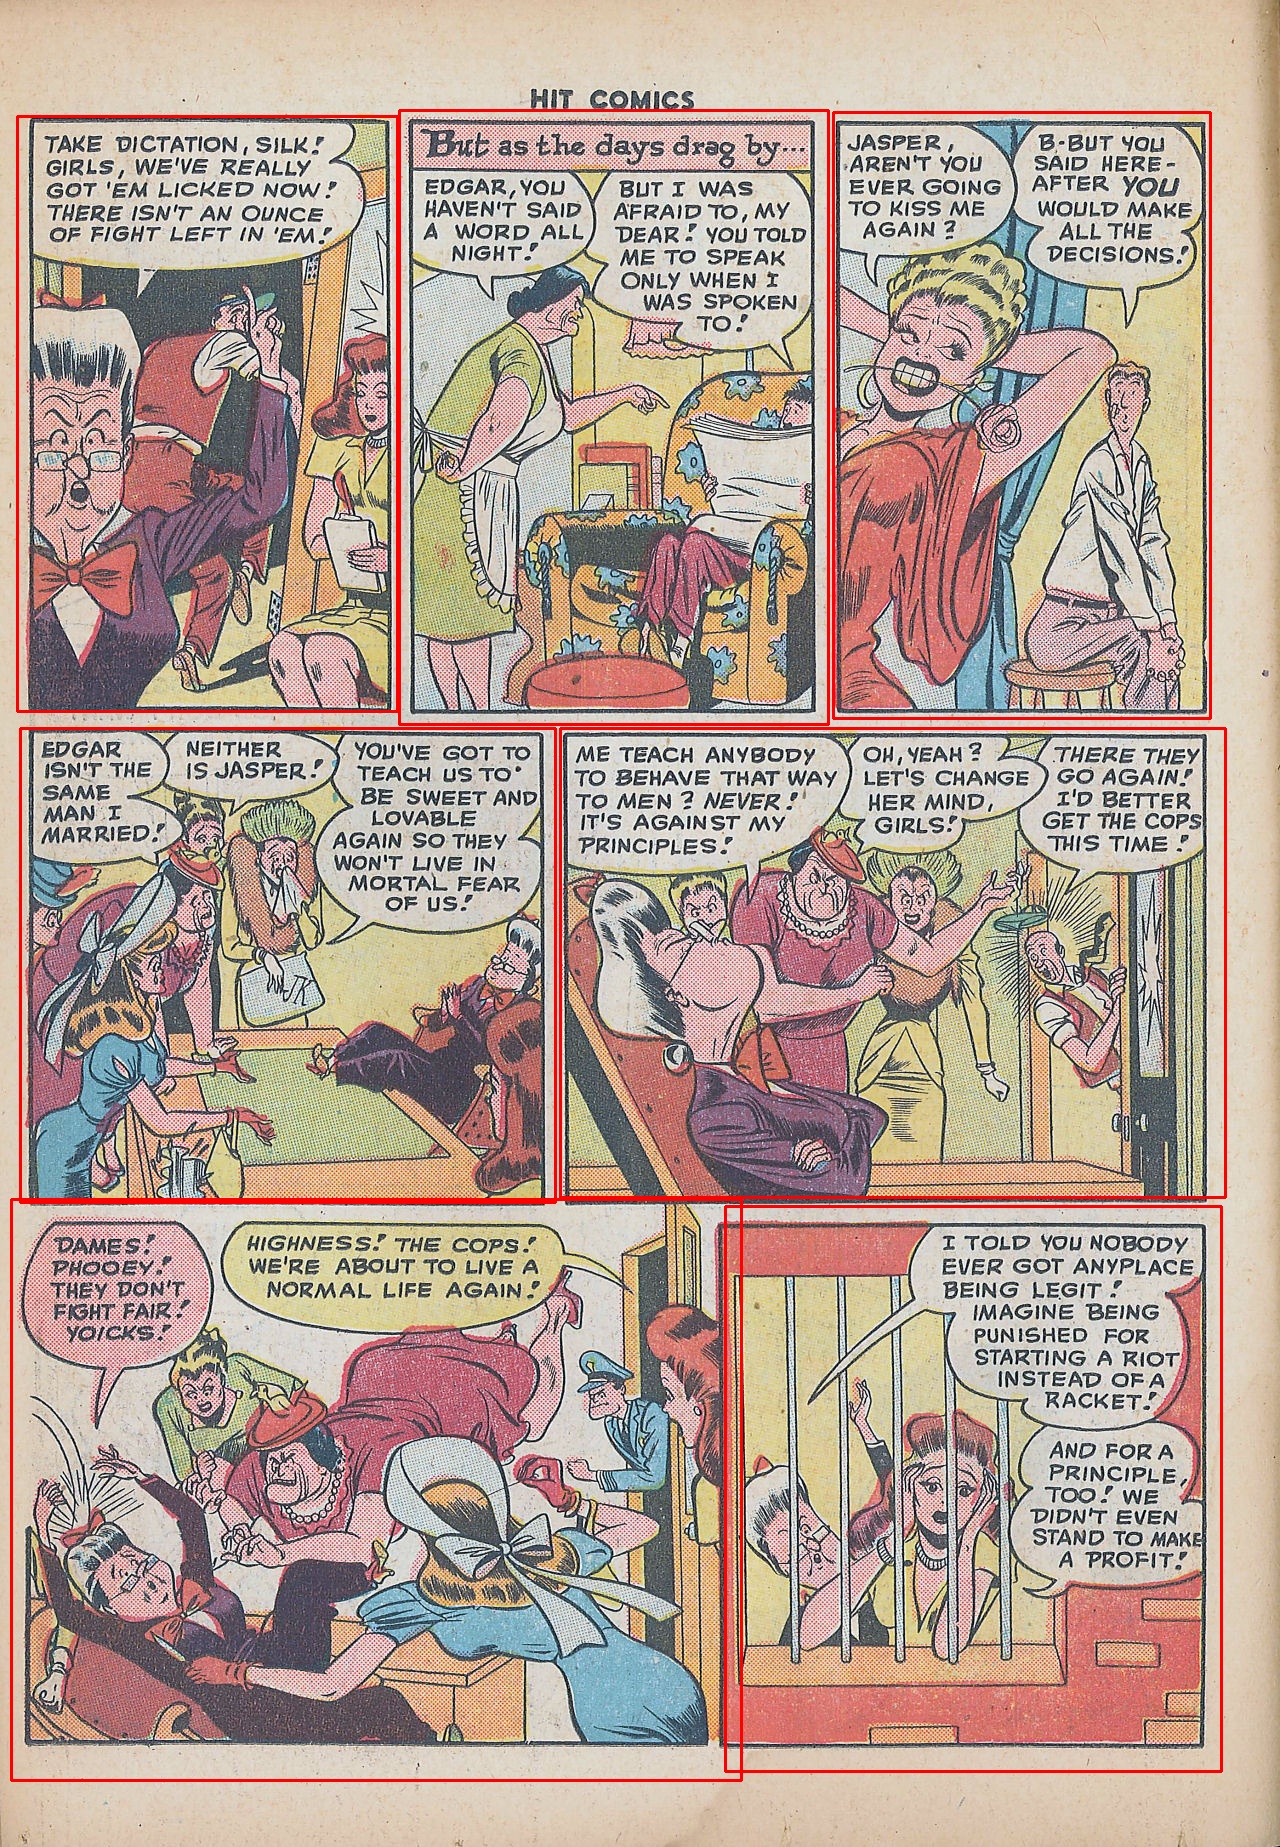 HIT COMICS
TAKE DICTATION, SILK!
GIRLS, WE'VE REALLY
GOT 'EM LICKED NOW!
THERE ISN'T AN OUNCE
OF FIGHT LEFT IN 'EM!
But as the days drag by...
EDGAR, YOU
HAVEN'T SAID
A WORD ALL
NIGHT!
BUT I WAS
AFRAID TO, MY
DEAR! YOU TOLD
ME TO SPEAK
ONLY WHEN I
WAS SPOKEN
TO!
JASPER,
AREN'T YOU
EVER GOING
TO KISS ME
AGAIN?
B-BUT YOU
SAID HERE-
AFTER YOU
WOULD MAKE
ALL THE
DECISIONS!
EDGAR
ISN'T THE
SAME
MAN I
MARRIED!
NEITHER
IS JASPER!
YOU'VE GOT TO
TEACH US TO
BE SWEET AND
LOVABLE
AGAIN SO THEY
WON'T LIVE IN
MORTAL FEAR
OF US!
JK
ME TEACH ANYBODY
TO BEHAVE THAT WAY
TO MEN? NEVER!
IT'S AGAINST MY
PRINCIPLES!
OH, YEAH?
LET'S CHANGE
HER MIND,
GIRLS!
THERE THEY
GO AGAIN!
I'D BETTER
GET THE COPS
THIS TIME!
DAMES!
PHOOEY!
THEY DON'T
FIGHT FAIR!
YOICKS!
HIGHNESS! THE COPS!
WE'RE ABOUT TO LIVE A
NORMAL LIFE AGAIN!
I TOLD YOU NOBODY
EVER GOT ANYPLACE
BEING LEGIT!
IMAGINE BEING
PUNISHED FOR
STARTING A RIOT
INSTEAD OF A
RACKET!
AND FOR A
PRINCIPLE,
TOO! WE
DIDN'T EVEN
STAND TO MAKE
A PROFIT!